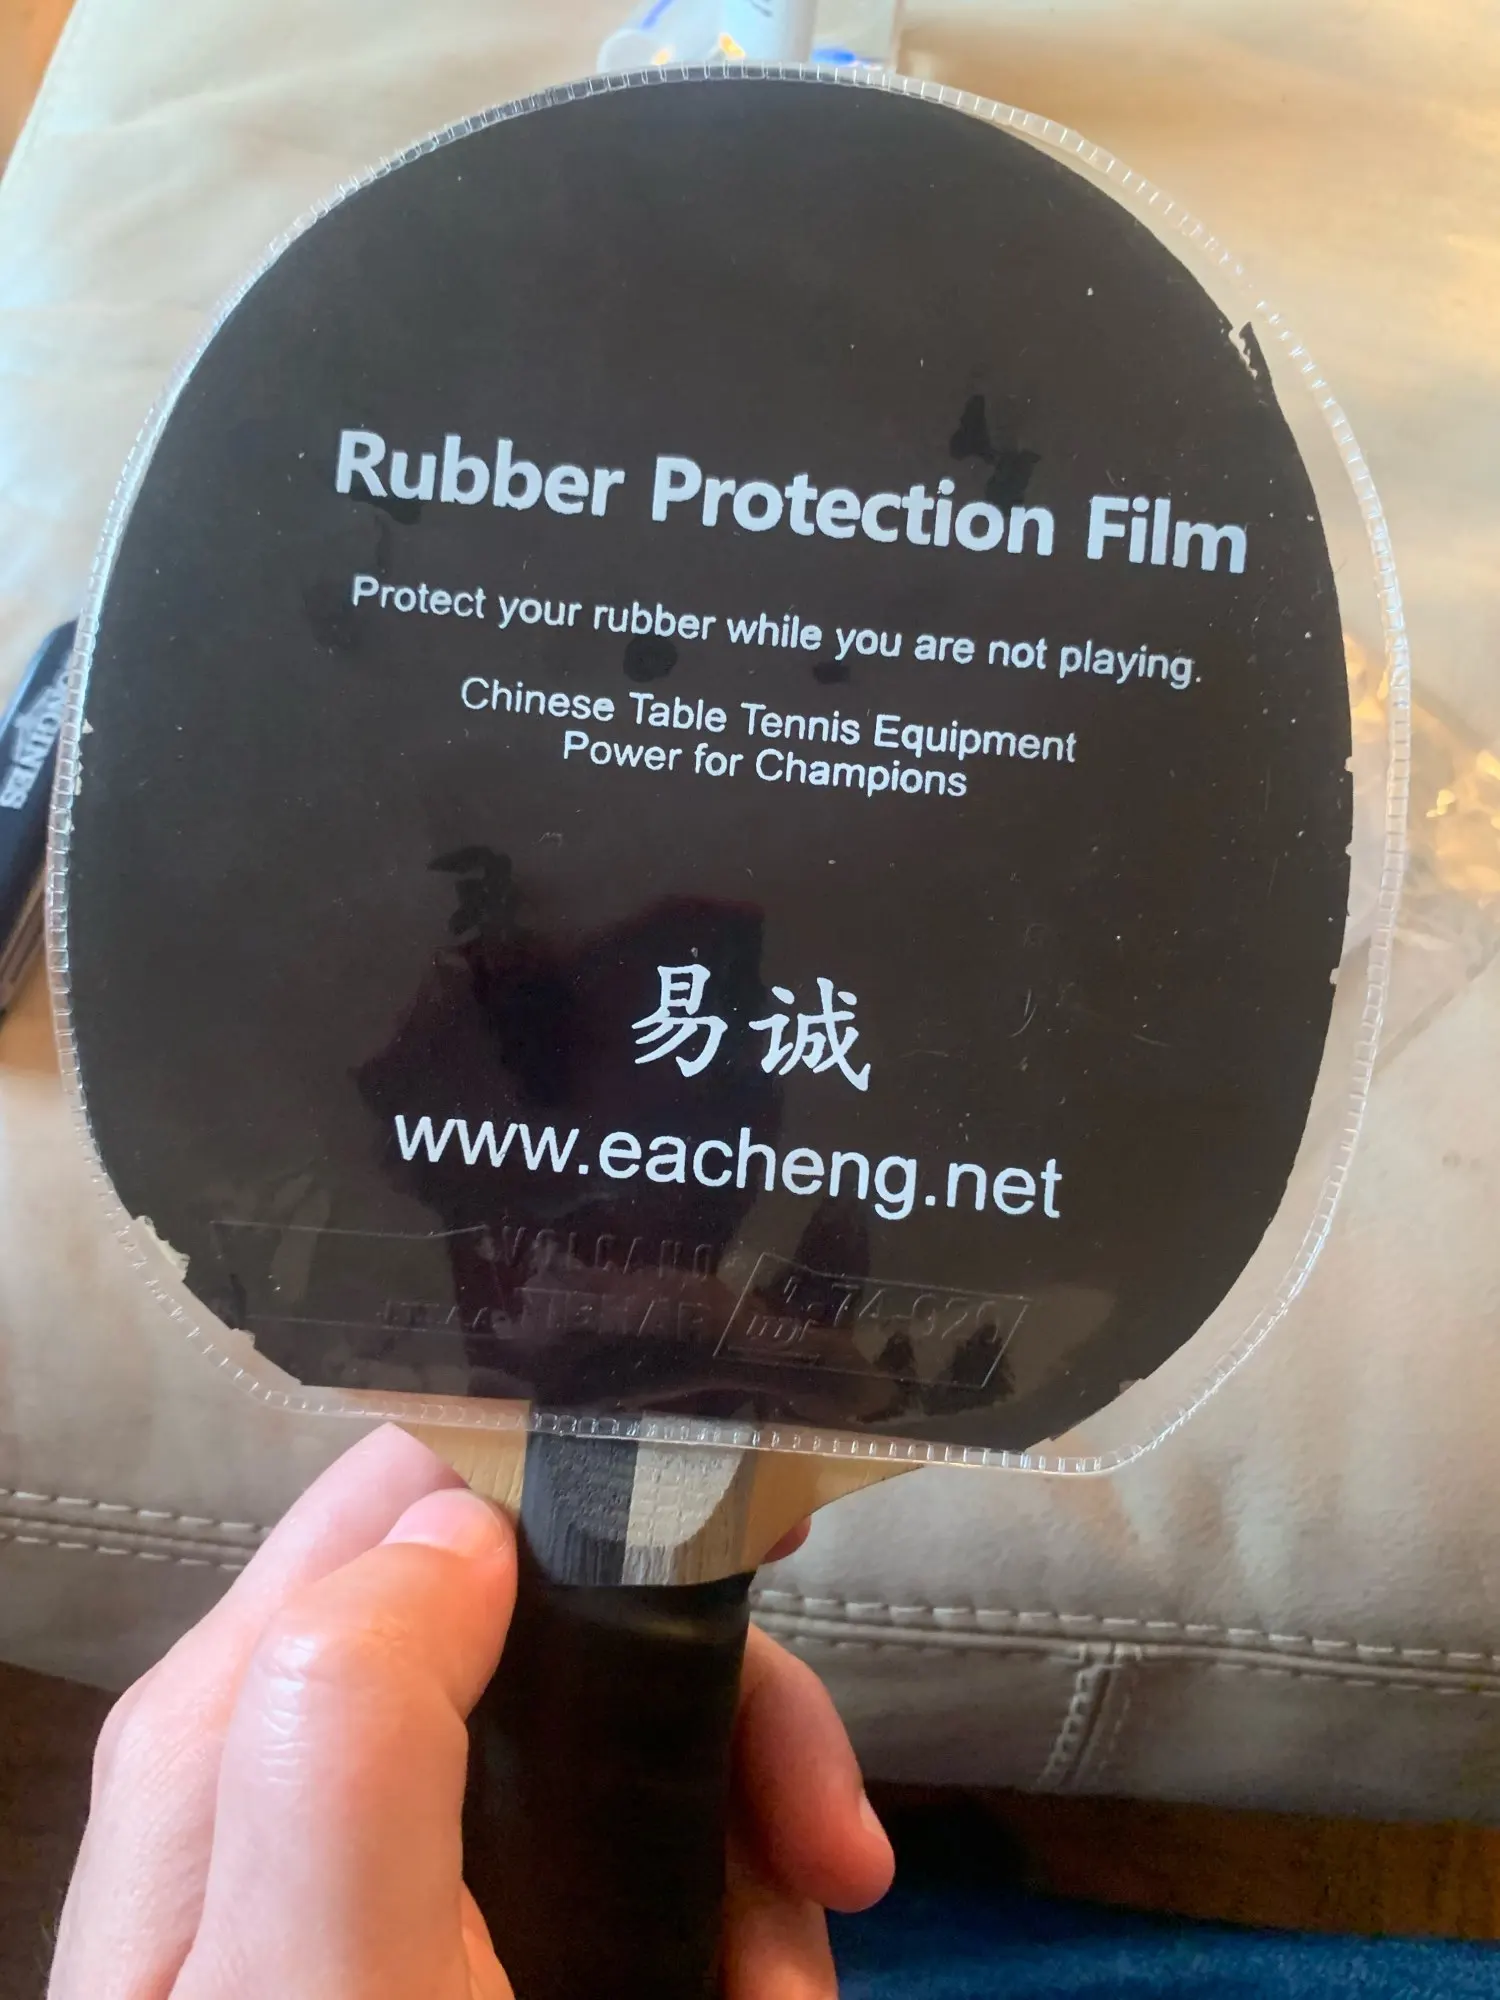 Rubber Protection Film
Protect your rubber while you are not playing.
Chinese Table Tennis Equipment
Power for Champions
易诚
www.eacheng.net
VOLCANO